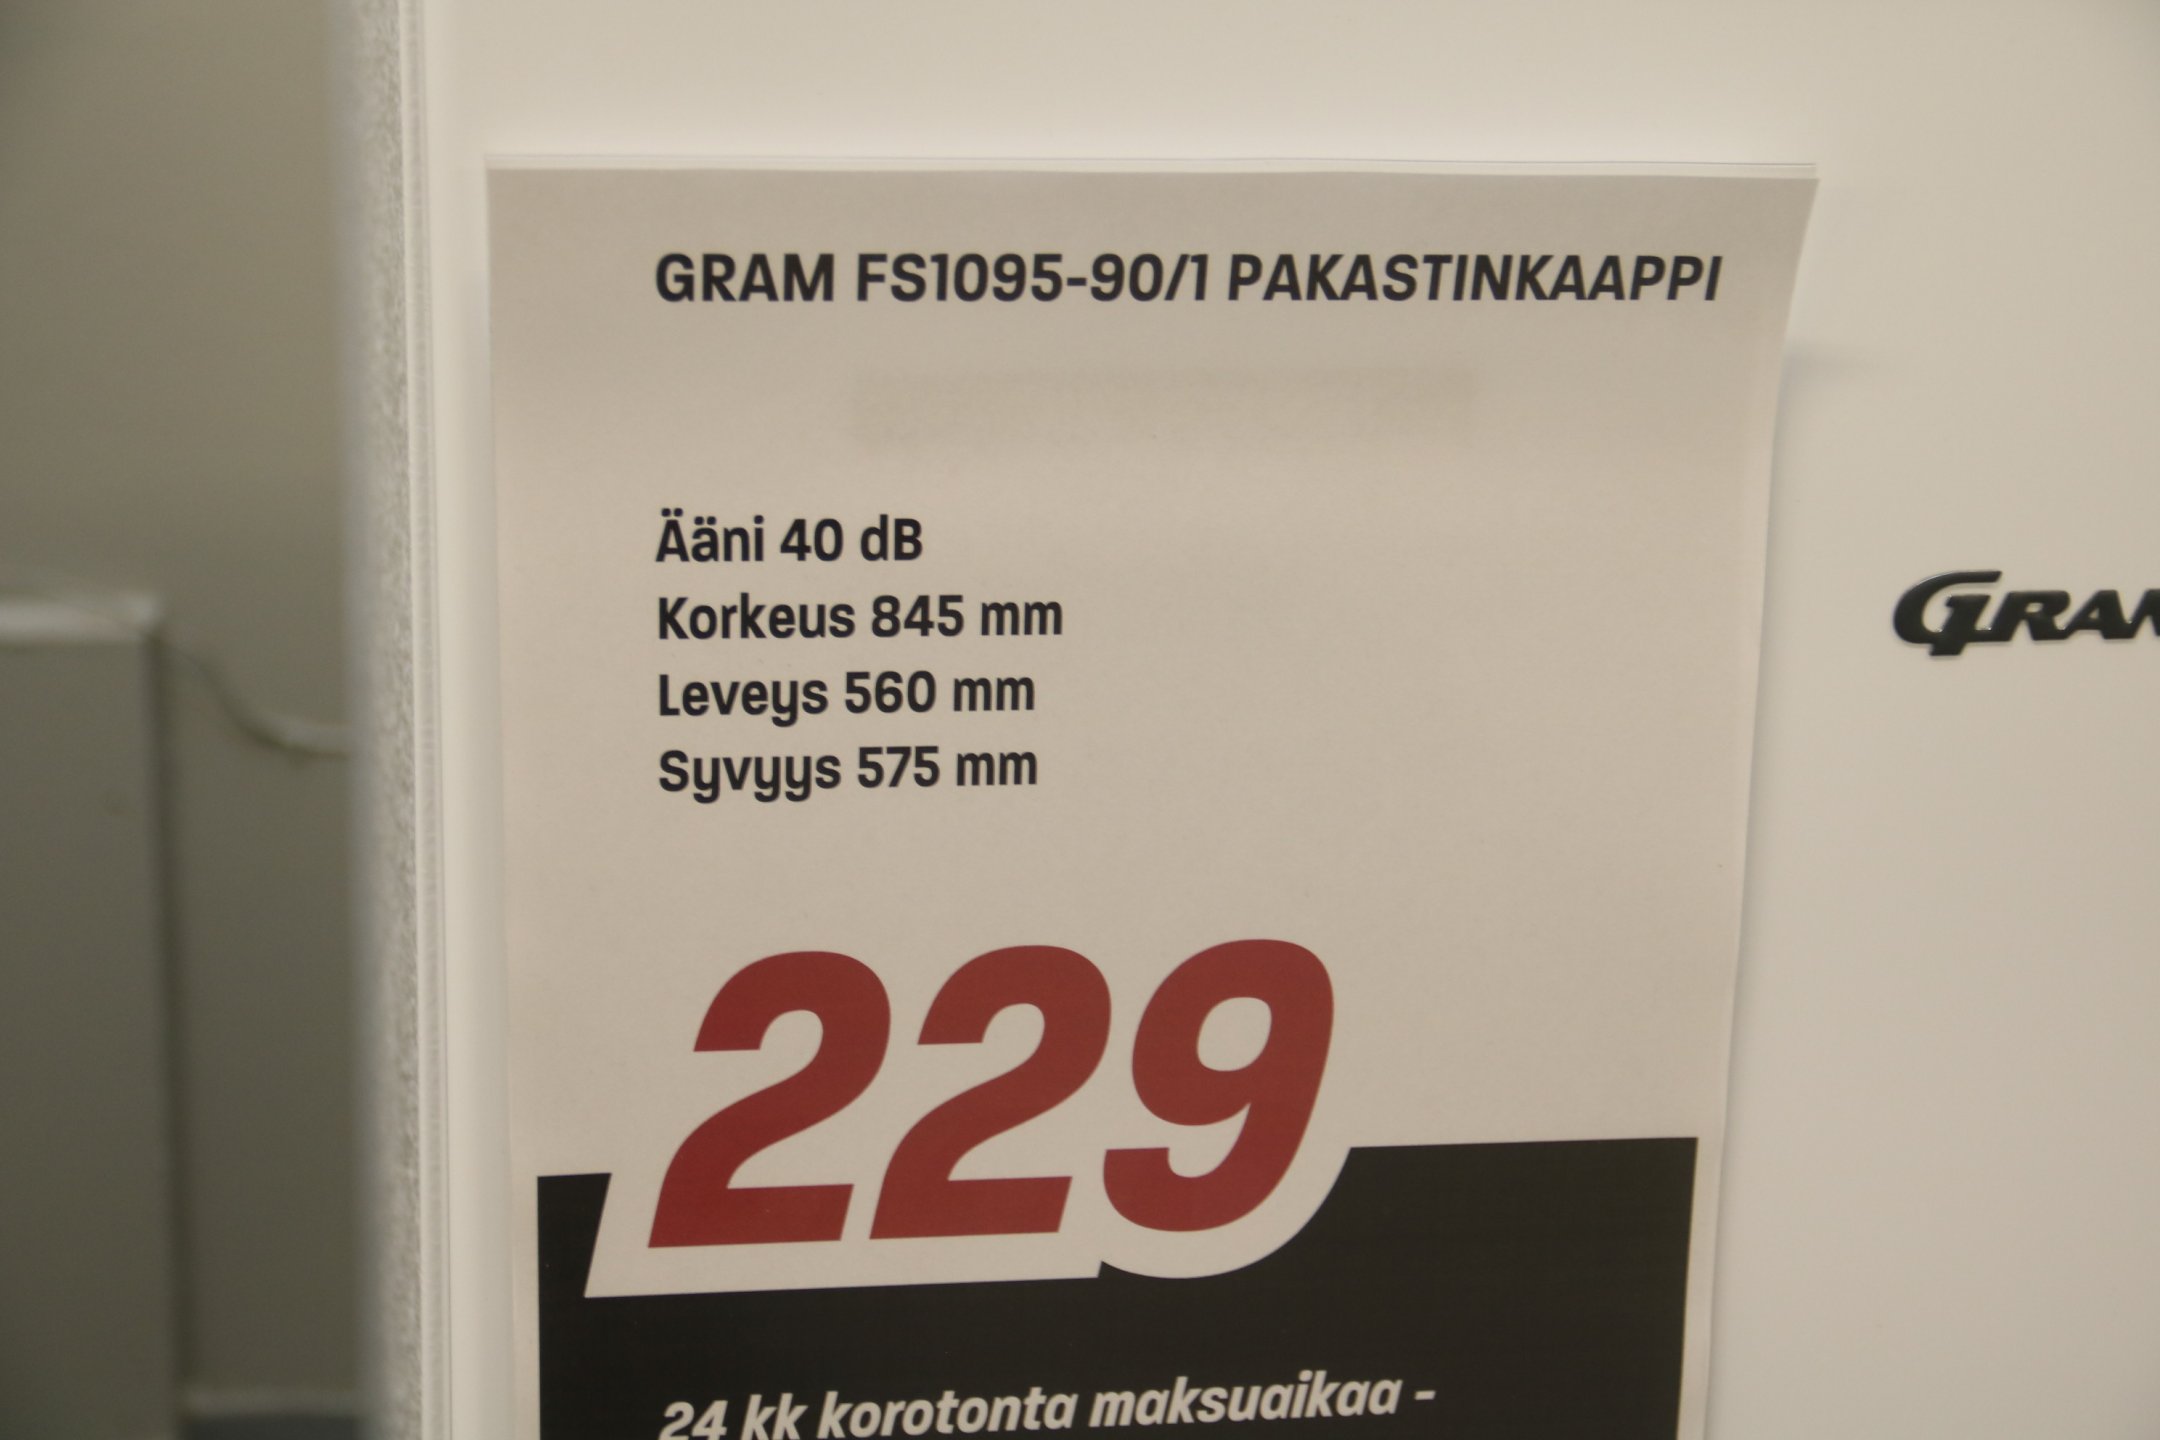 GRAM FS1095-90/1 PAKASTINKAAPPI
Ääni 40 dB
Korkeus 845 mm
Leveys 560 mm
Syvyys 575 mm
229
24 kk korotonta maksuaikaa -